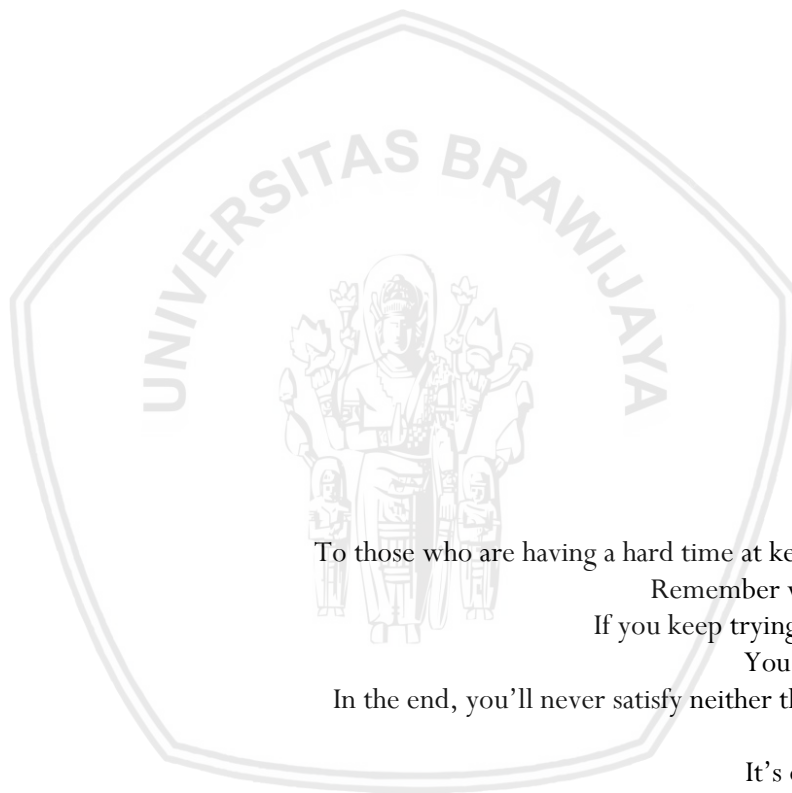 UNIVERSITAS BRAWIJAYA
To those who are having a hard time at ke
Remember
If you keep trying
You
In the end, you’ll never satisfy neither th
It’s